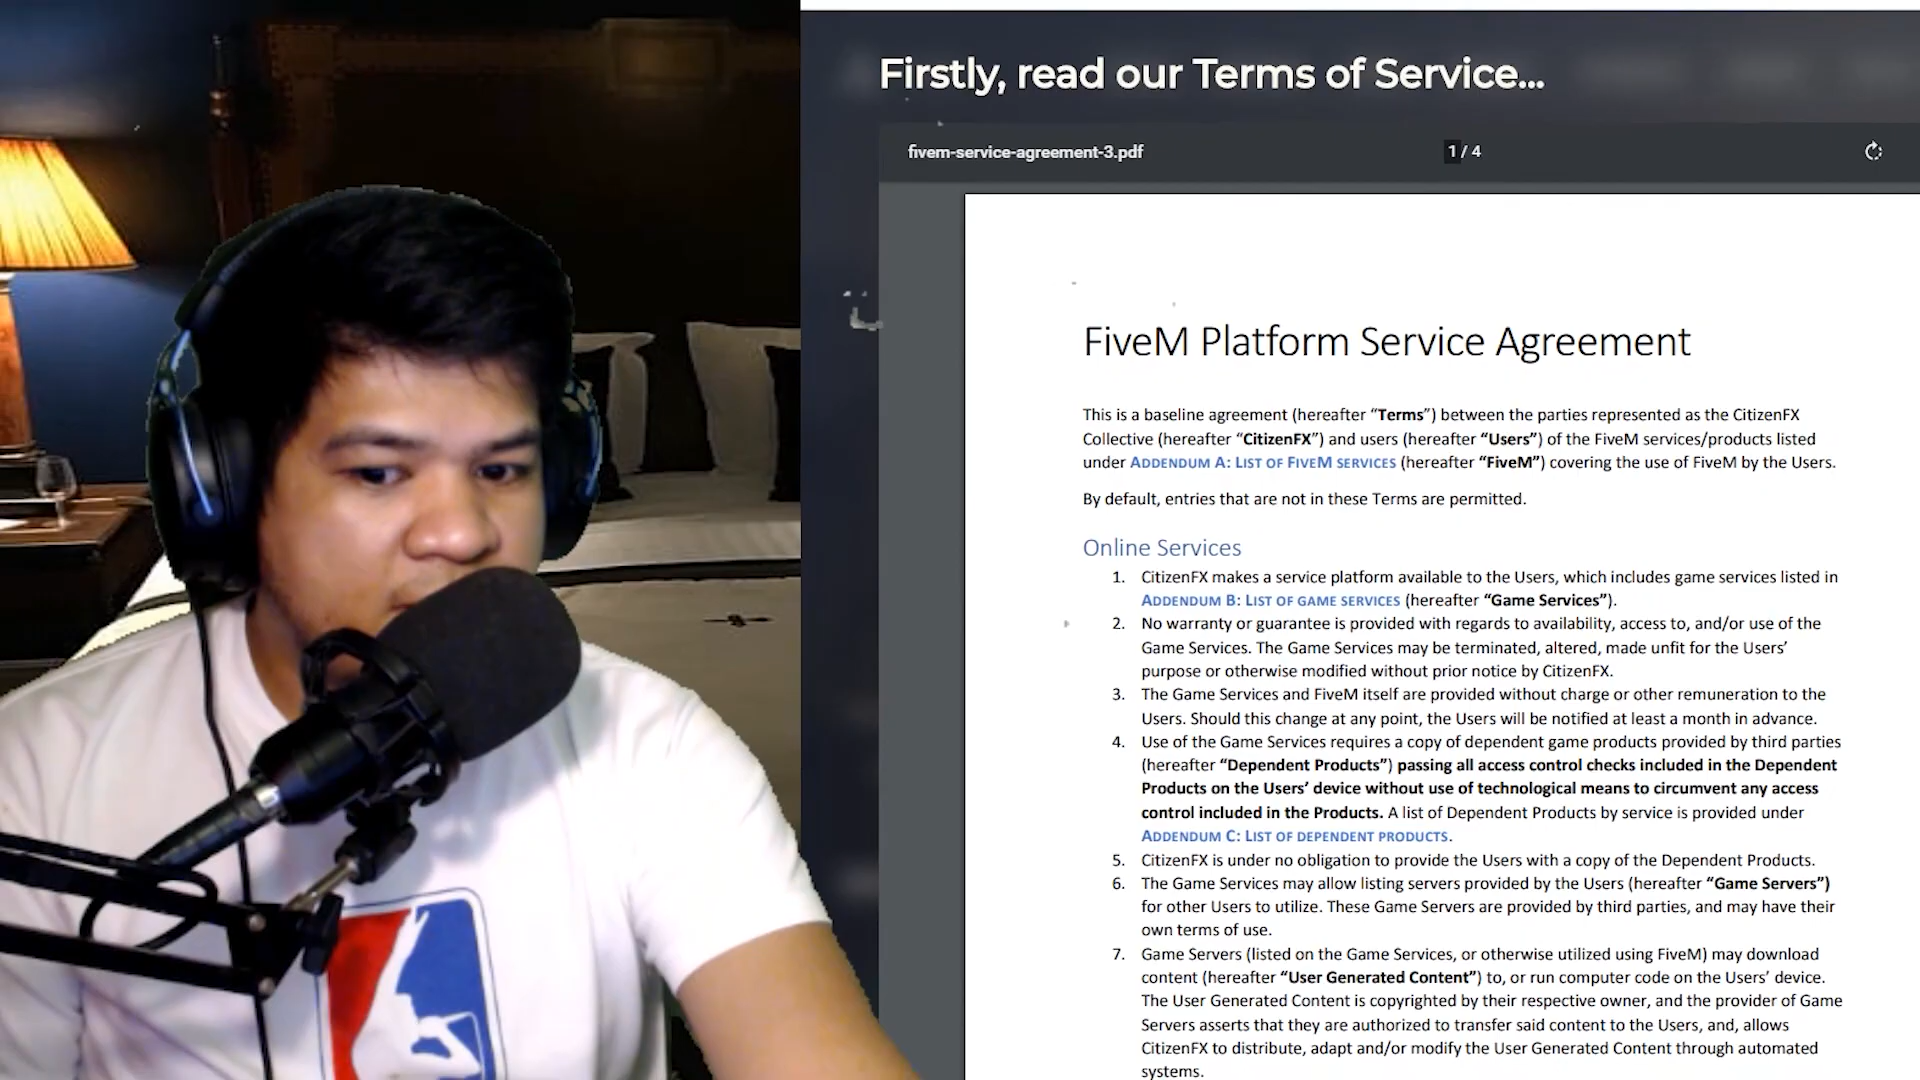 Firstly, read our Terms of Service...
fivem-service-agreement-3.pdf
1 / 4
FiveM Platform Service Agreement
This is a baseline agreement (hereafter “Terms”) between the parties represented as the CitizenFX
Collective (hereafter “CitizenFX”) and users (hereafter “Users”) of the FiveM services/products listed
under ADDENDUM A: LIST OF FIVEM SERVICES (hereafter “FiveM”) covering the use of FiveM by the Users.
By default, entries that are not in these Terms are permitted.
Online Services
1. CitizenFX makes a service platform available to the Users, which includes game services listed in
ADDENDUM B: LIST OF GAME SERVICES (hereafter “Game Services”).
2. No warranty or guarantee is provided with regards to availability, access to, and/or use of the
Game Services. The Game Services may be terminated, altered, made unfit for the Users’
purpose or otherwise modified without prior notice by CitizenFX.
3. The Game Services and FiveM itself are provided without charge or other remuneration to the
Users. Should this change at any point, the Users will be notified at least a month in advance.
4. Use of the Game Services requires a copy of dependent game products provided by third parties
(hereafter “Dependent Products”) passing all access control checks included in the Dependent
Products on the Users’ device without use of technological means to circumvent any access
control included in the Products. A list of Dependent Products by service is provided under
ADDENDUM C: LIST OF DEPENDENT PRODUCTS.
5. CitizenFX is under no obligation to provide the Users with a copy of the Dependent Products.
6. The Game Services may allow listing servers provided by the Users (hereafter “Game Servers”)
for other Users to utilize. These Game Servers are provided by third parties, and may have their
own terms of use.
7. Game Servers (listed on the Game Services, or otherwise utilized using FiveM) may download
content (hereafter “User Generated Content”) to, or run computer code on the Users’ device.
The User Generated Content is copyrighted by their respective owner, and the provider of Game
Servers asserts that they are authorized to transfer said content to the Users, and, allows
CitizenFX to distribute, adapt and/or modify the User Generated Content through automated
systems.